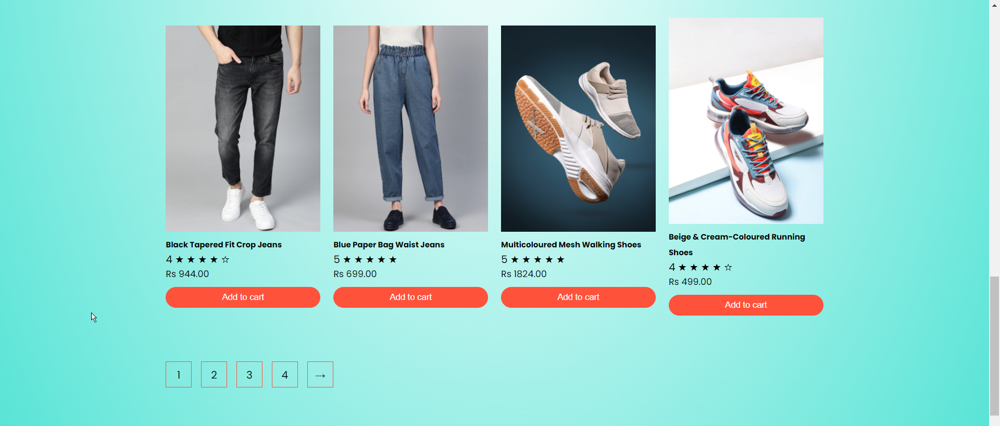 Black Tapered Fit Crop Jeans
4 ★ ★ ★ ★ ☆
Rs 944.00
Add to cart
Blue Paper Bag Waist Jeans
5 ★ ★ ★ ★ ★
Rs 699.00
Add to cart
Multicoloured Mesh Walking Shoes
5 ★ ★ ★ ★ ★
Rs 1824.00
Add to cart
Beige & Cream-Coloured Running
Shoes
4 ★ ★ ★ ★ ☆
Rs 499.00
Add to cart
1 2 3 4 →